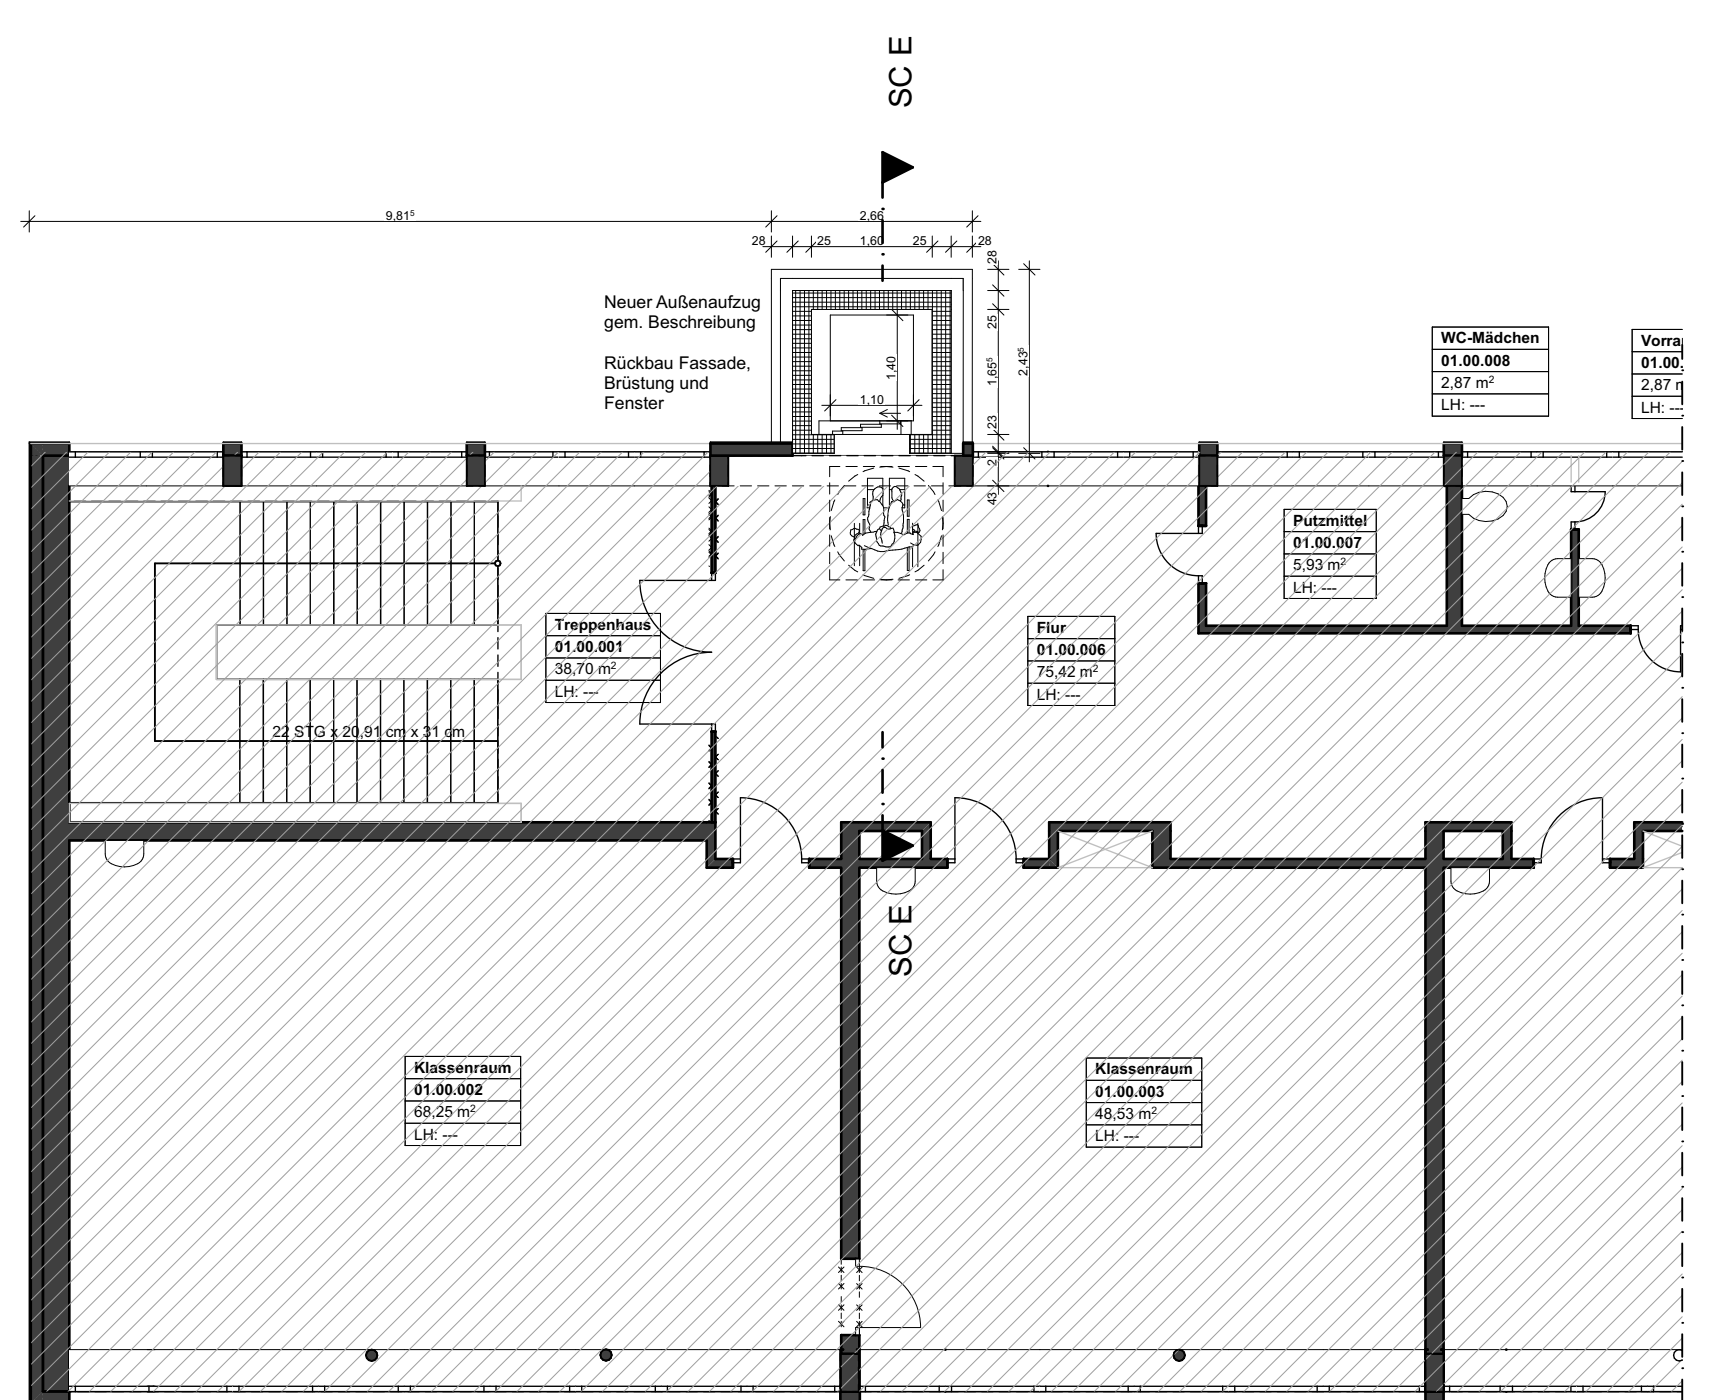 SC E
9,81⁵
2,66
28
25
1,60
25
28
28
25
1,65⁵
2,43⁵
23
2
43
1,40
1,10
Neuer Außenaufzug
gem. Beschreibung
Rückbau Fassade,
Brüstung und
Fenster
WC-Mädchen
01.00.008
2,87 m²
LH: ---
Vorra
01.00.
2,87 m
LH: ---
Putzmittel
01.00.007
5,93 m²
LH: ---
Treppenhaus
01.00.001
38,70 m²
LH: ---
Flur
01.00.006
75,42 m²
LH: ---
22 STG x 20,91 cm x 31 cm
SC E
Klassenraum
01.00.002
68,25 m²
LH: ---
Klassenraum
01.00.003
48,53 m²
LH: ---